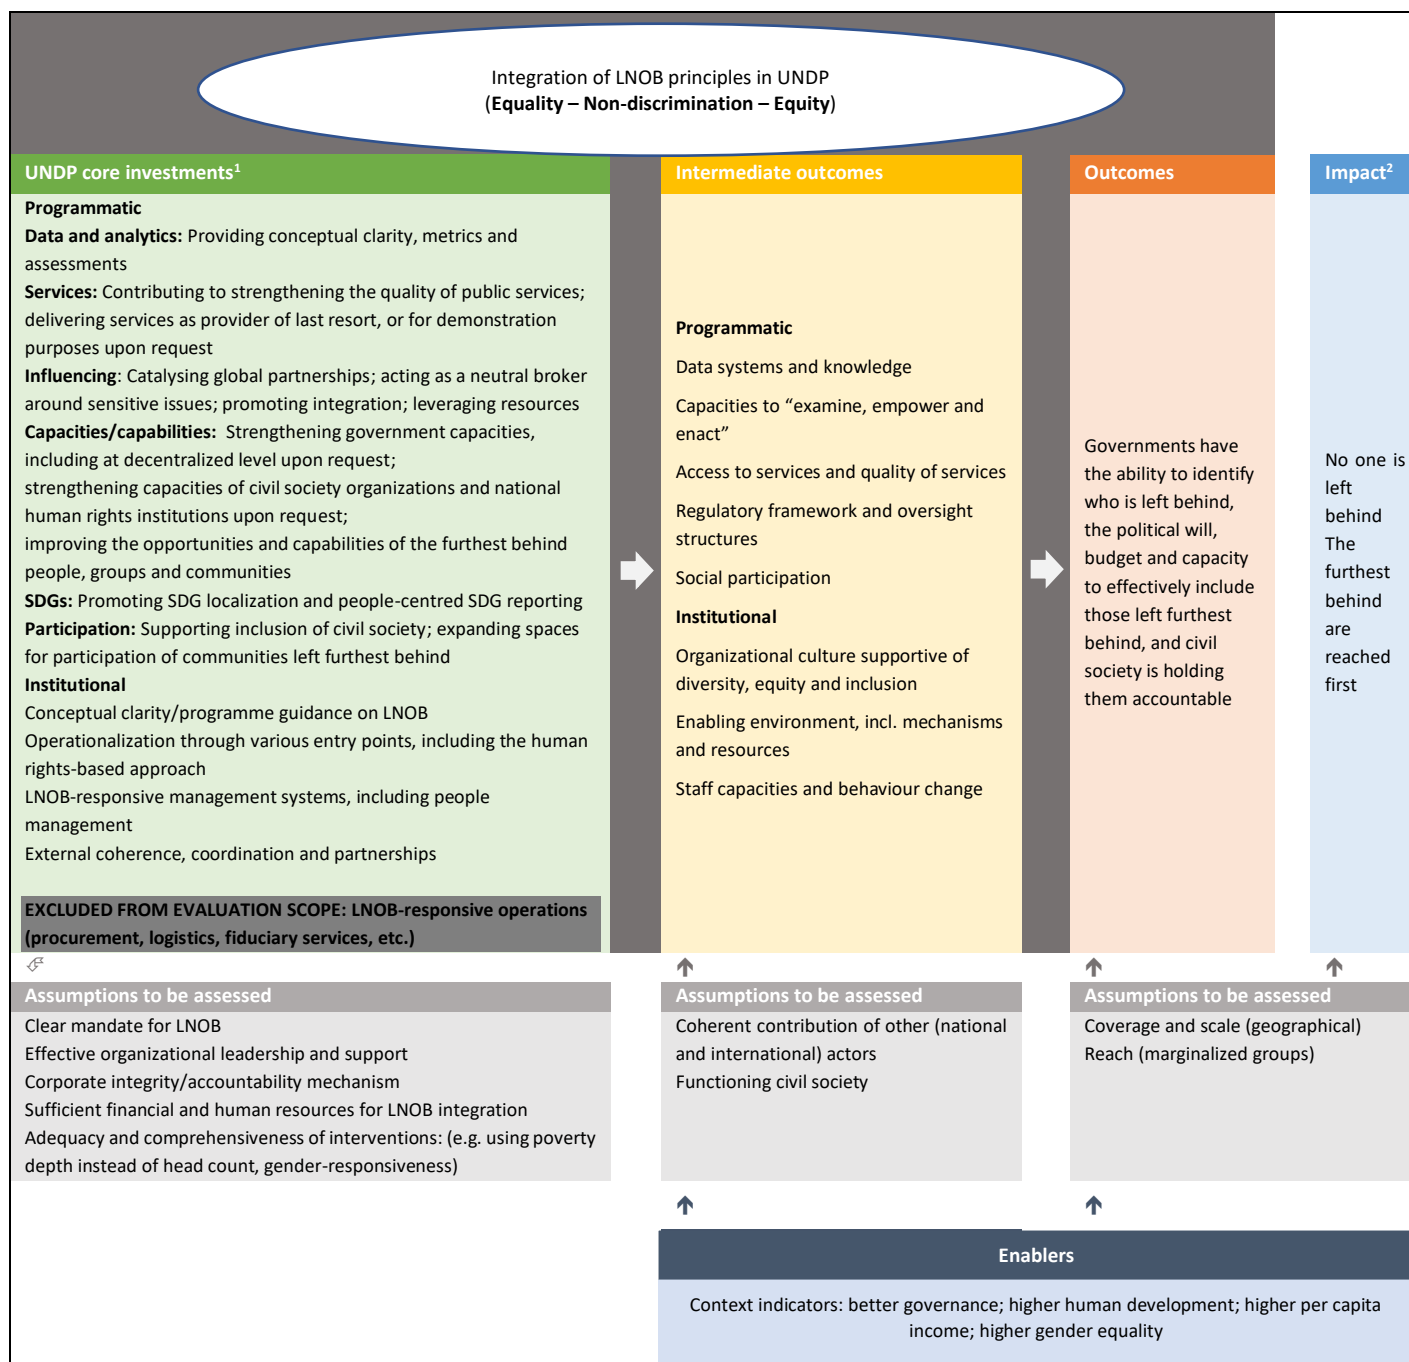 Integration of LNOB principles in UNDP
(Equality – Non-discrimination – Equity)
UNDP core investments¹
Programmatic
Data and analytics: Providing conceptual clarity, metrics and
assessments
Services: Contributing to strengthening the quality of public services;
delivering services as provider of last resort, or for demonstration
purposes upon request
Influencing: Catalysing global partnerships; acting as a neutral broker
around sensitive issues; promoting integration; leveraging resources
Capacities/capabilities: Strengthening government capacities,
including at decentralized level upon request;
strengthening capacities of civil society organizations and national
human rights institutions upon request;
improving the opportunities and capabilities of the furthest behind
people, groups and communities
SDGs: Promoting SDG localization and people-centred SDG reporting
Participation: Supporting inclusion of civil society; expanding spaces
for participation of communities left furthest behind
Institutional
Conceptual clarity/programme guidance on LNOB
Operationalization through various entry points, including the human
rights-based approach
LNOB-responsive management systems, including people
management
External coherence, coordination and partnerships
EXCLUDED FROM EVALUATION SCOPE: LNOB-responsive operations
(procurement, logistics, fiduciary services, etc.)
Intermediate outcomes
Programmatic
Data systems and knowledge
Capacities to “examine, empower and
enact”
Access to services and quality of services
Regulatory framework and oversight
structures
Social participation
Institutional
Organizational culture supportive of
diversity, equity and inclusion
Enabling environment, incl. mechanisms
and resources
Staff capacities and behaviour change
Outcomes
Governments have
the ability to identify
who is left behind,
the political will,
budget and capacity
to effectively include
those left furthest
behind, and civil
society is holding
them accountable
Impact²
No one is
left
behind
The
furthest
behind
are
reached
first
Assumptions to be assessed
Clear mandate for LNOB
Effective organizational leadership and support
Corporate integrity/accountability mechanism
Sufficient financial and human resources for LNOB integration
Adequacy and comprehensiveness of interventions: (e.g. using poverty
depth instead of head count, gender-responsiveness)
Assumptions to be assessed
Coherent contribution of other (national
and international) actors
Functioning civil society
Assumptions to be assessed
Coverage and scale (geographical)
Reach (marginalized groups)
Enablers
Context indicators: better governance; higher human development; higher per capita
income; higher gender equality